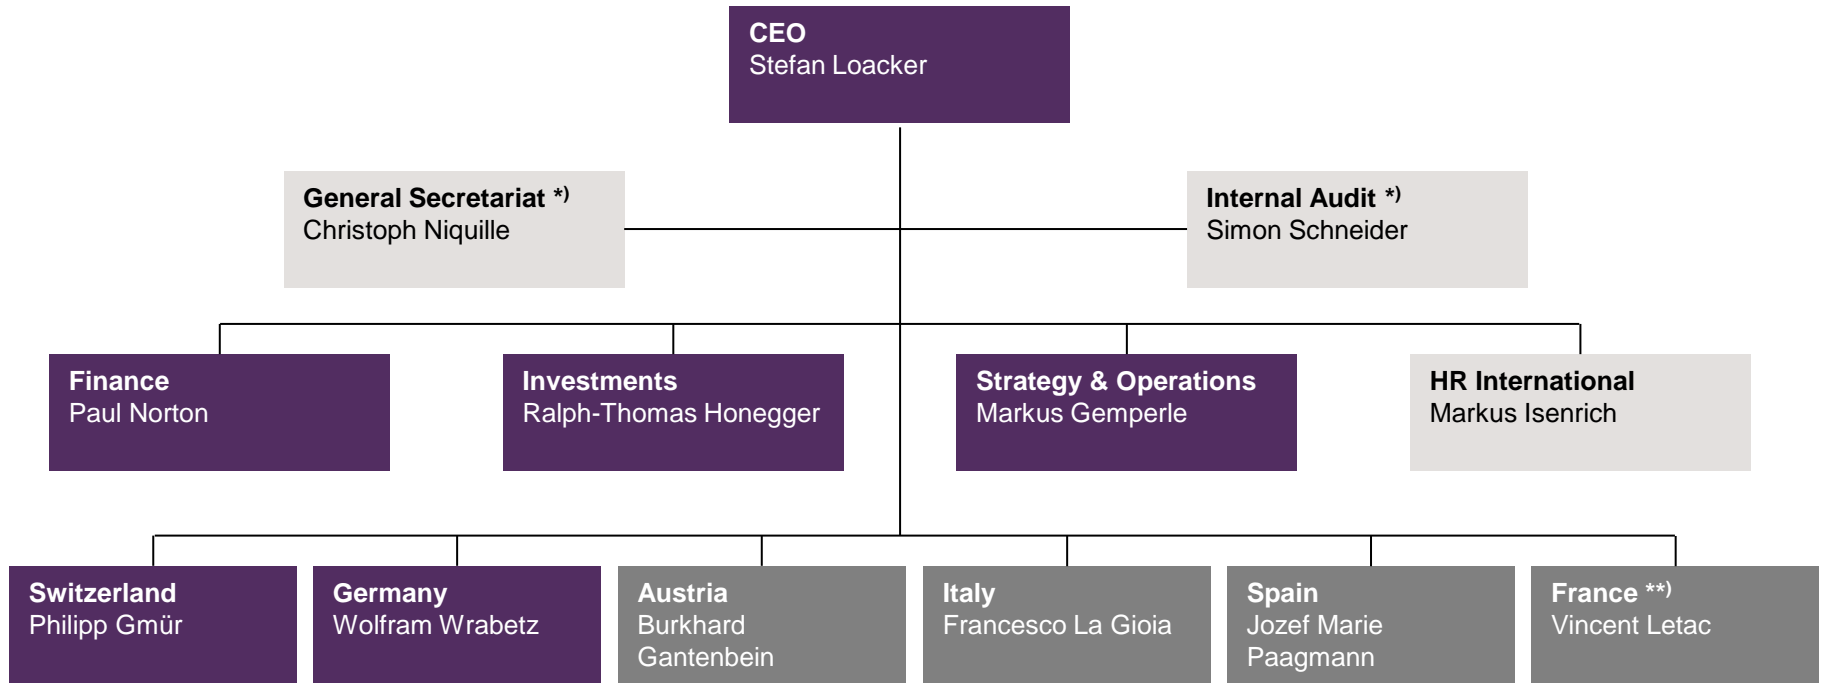 CEO
Stefan Loacker
General Secretariat *)
Christoph Niquille
Internal Audit *)
Simon Schneider
Finance
Paul Norton
Investments
Ralph-Thomas Honegger
Strategy & Operations
Markus Gemperle
HR International
Markus Isenrich
Switzerland
Philipp Gmür
Germany
Wolfram Wrabetz
Austria
Burkhard
Gantenbein
Italy
Francesco La Gioia
Spain
Jozef Marie
Paagmann
France **)
Vincent Letac